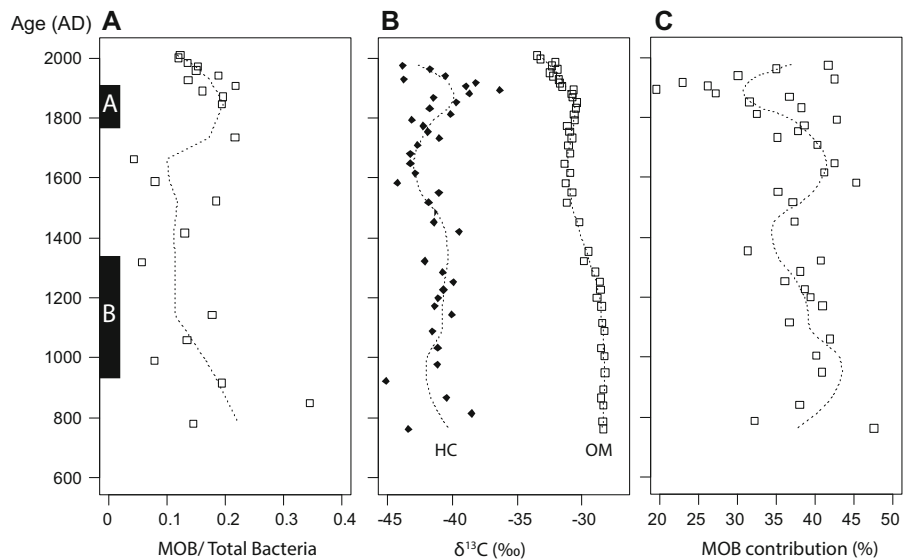 Age (AD) A B C
2000
1800
1600
1400
1200
1000
800
600
A
B
HC OM
0 0.1 0.2 0.3 0.4
-45 -40 -35 -30
20 25 30 35 40 45 50
MOB/ Total Bacteria δ¹³C (‰) MOB contribution (%)